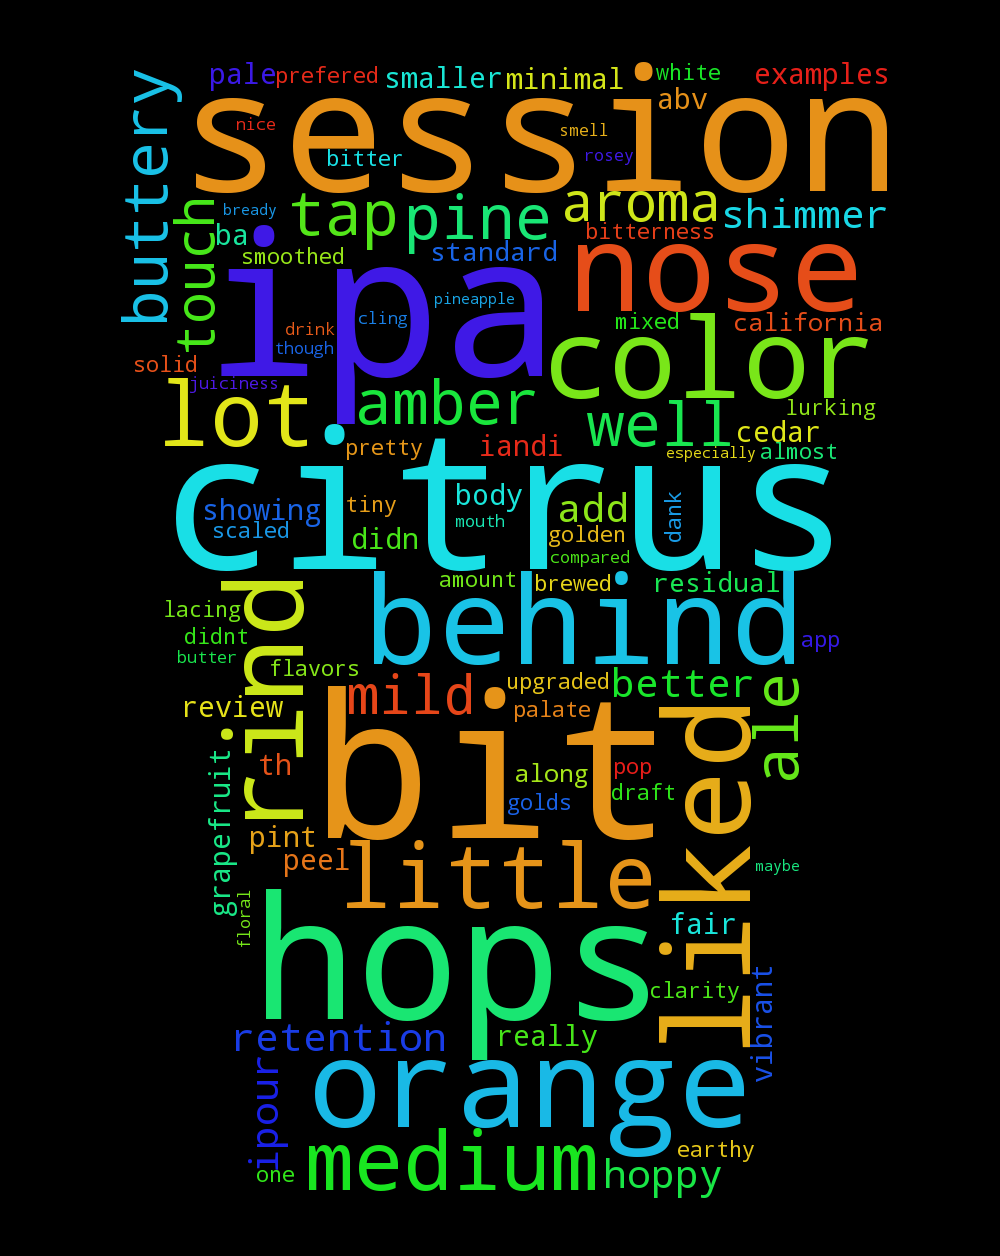 pale prefered smaller minimal white examples
buttery
session
abv
nice
smell
bitter
rosey
touch
bready
tap
pine
aroma
shimmer
ba
bitterness
smoothed
standard
nose
ipa
pineapple
cling
drink
though
mixed
california
solid
juiciness
color
lot
amber
well
lurking
cedar
pretty
iandi
especially
almost
citrus
showing
tiny
body
add
dank
scaled
mouth
didn
golden
compared
amount
brewed
residual
rind
behind
lacing
didnt
butter
app
flavors
mild
upgraded
better
ale
review
palate
liked
bit
th
along
pop
golds
draft
grapefruit
pint
peel
little
maybe
floral
hops
fair
clarity
vibrant
retention
really
ipour
orange
one
medium
earthy
hoppy